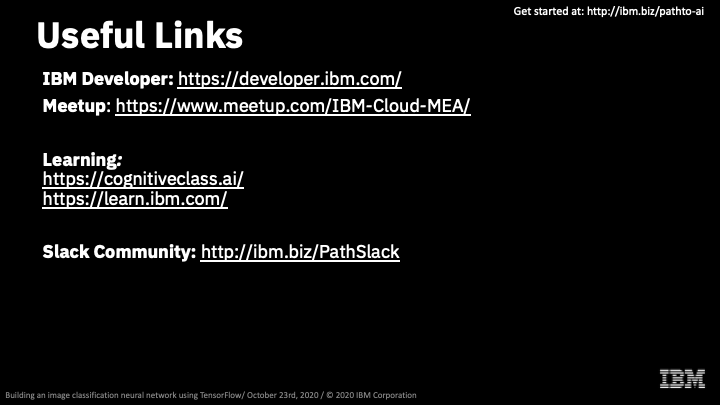 Get started at: http://ibm.biz/pathto-ai
Useful Links
IBM Developer: https://developer.ibm.com/
Meetup: https://www.meetup.com/IBM-Cloud-MEA/
Learning:
https://cognitiveclass.ai/
https://learn.ibm.com/
Slack Community: http://ibm.biz/PathSlack
IBM
Building an image classification neural network using TensorFlow/ October 23rd, 2020 / © 2020 IBM Corporation